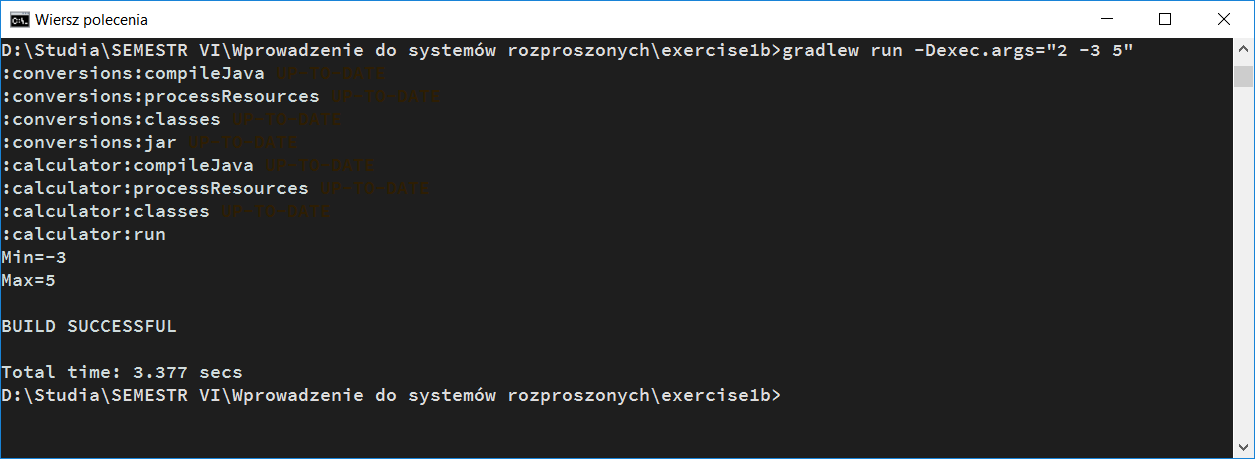 Wiersz polecenia
D:\Studia\SEMESTR VI\Wprowadzenie do systemów rozproszonych\exercise1b>gradlew run -Dexec.args="2 -3 5"
:conversions:compileJava UP-TO-DATE
:conversions:processResources UP-TO-DATE
:conversions:classes UP-TO-DATE
:conversions:jar UP-TO-DATE
:calculator:compileJava UP-TO-DATE
:calculator:processResources UP-TO-DATE
:calculator:classes UP-TO-DATE
:calculator:run
Min=-3
Max=5
BUILD SUCCESSFUL
Total time: 3.377 secs
D:\Studia\SEMESTR VI\Wprowadzenie do systemów rozproszonych\exercise1b>